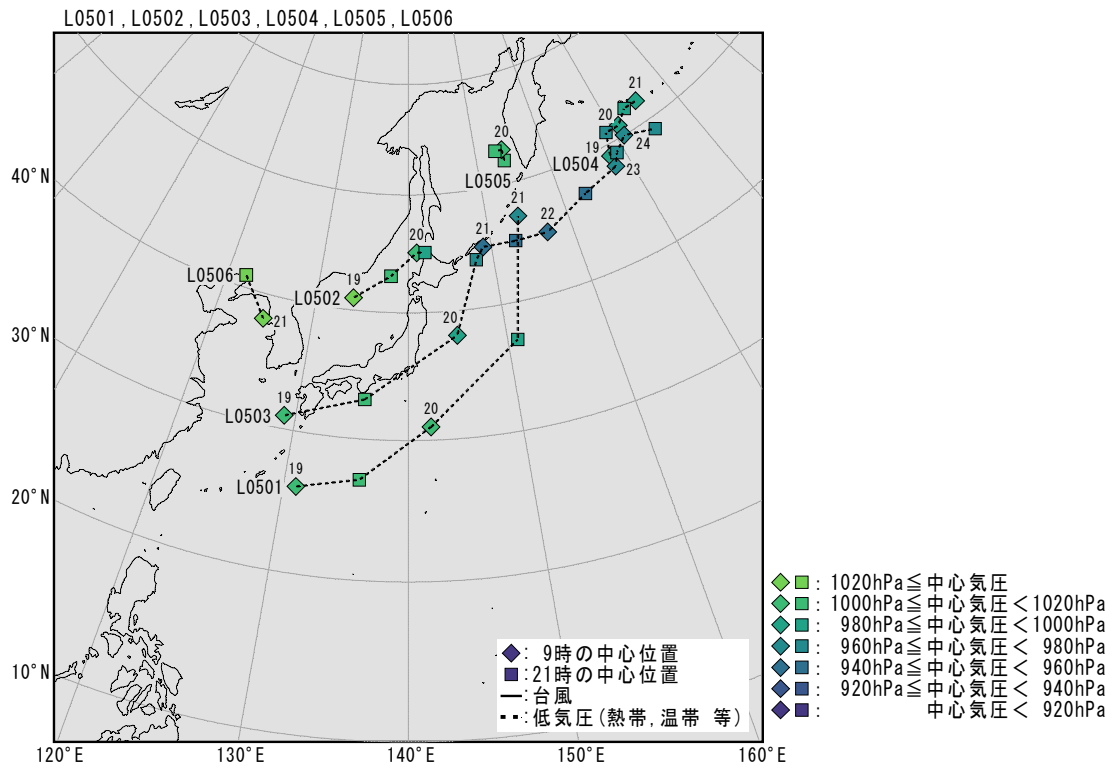 L0501,L0502,L0503,L0504,L0505,L0506
21
20
24
20
19
L0504
23
L0505
40°N
21
22
21
20
L0506
19
L0502
21
20
30°N
19
L0503
20
19
L0501
20°N
1020hPa≦中心気圧
1000hPa≦中心気圧<1020hPa
980hPa≦中心気圧<1000hPa
960hPa≦中心気圧< 980hPa
940hPa≦中心気圧< 960hPa
920hPa≦中心気圧< 940hPa
中心気圧< 920hPa
: 9時の中心位置
:21時の中心位置
:台風
:低気圧(熱帯,温帯 等)
10°N
120°E
130°E
140°E
150°E
160°E